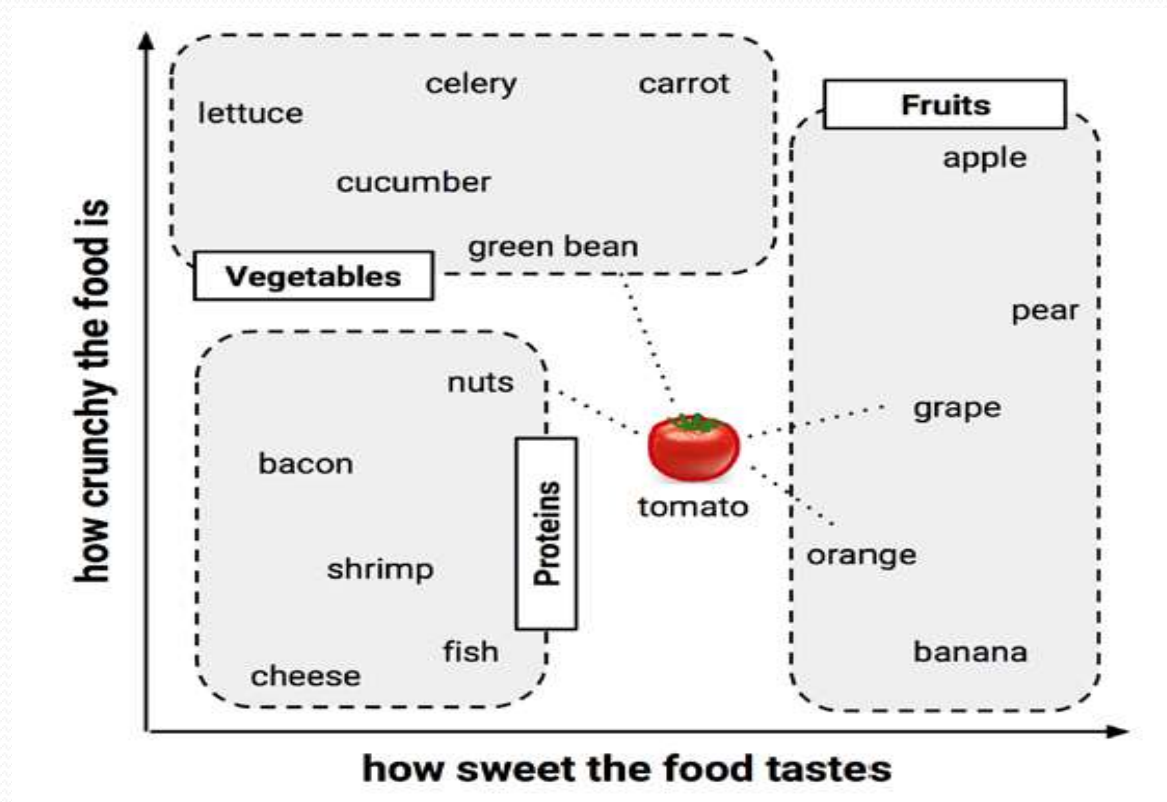 celery
carrot
lettuce
Fruits
apple
cucumber
green bean
Vegetables
pear
nuts
grape
bacon
tomato
Proteins
orange
shrimp
fish
banana
cheese
how crunchy the food is
how sweet the food tastes